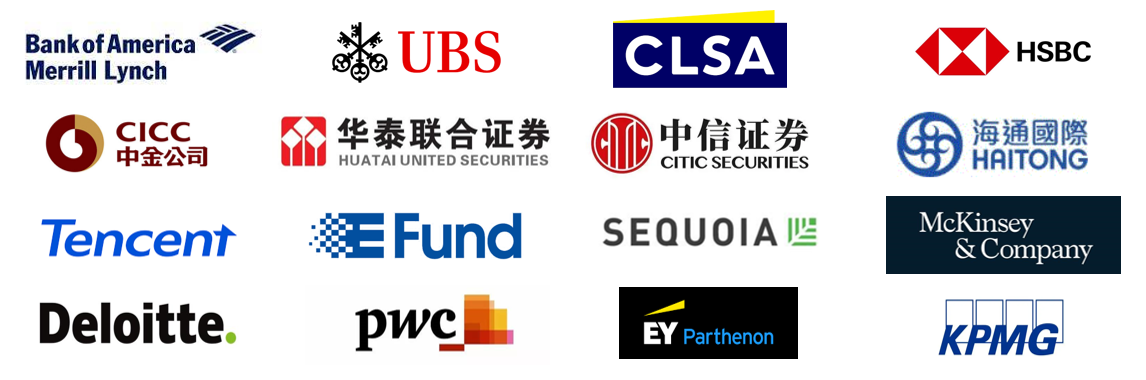 Bank of America
Merrill Lynch
UBS
CLSA
HSBC
CICC
中金公司
华泰联合证券
HUATAI UNITED SECURITIES
CITIC
中信证券
CITIC SECURITIES
海通國際
HAITONG
Tencent
E Fund
SEQUOIA
McKinsey
& Company
Deloitte.
pwc
EY Parthenon
KPMG